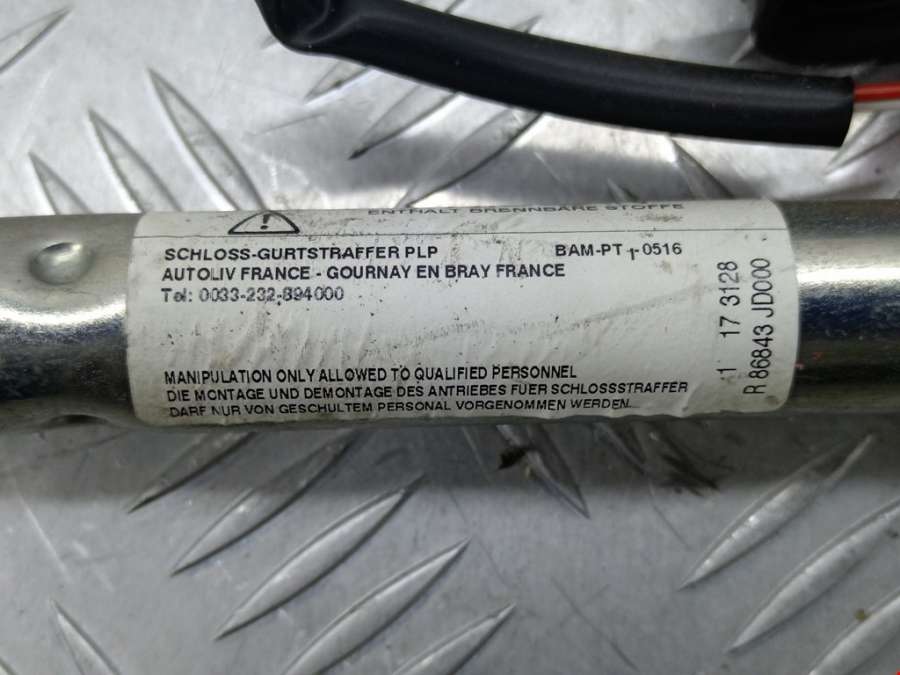 ENTHALT BRENNBARE STOFFE
SCHLOSS-GURTSTRAFFER PLP BAM-PT 1-0516
AUTOLIV FRANCE - GOURNAY EN BRAY FRANCE
Tel: 0033-232-894000
MANIPULATION ONLY ALLOWED TO QUALIFIED PERSONNEL
DIE MONTAGE UND DEMONTAGE DES ANTRIEBES FUER SCHLOSSSTRAFFER
DARF NUR VON GESCHULTEM PERSONAL VORGENOMMEN WERDEN.
1 17 3128
R 86843 JD000